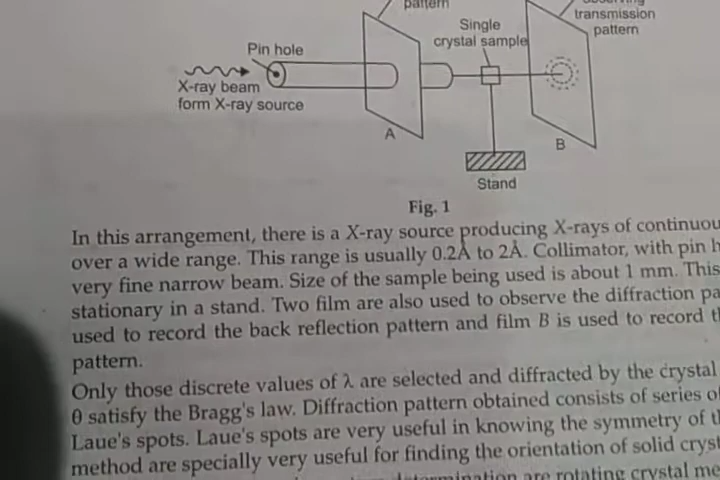 pattern
transmission
pattern
Single
crystal sample
Pin hole
X-ray beam
form X-ray source
A
B
Stand
Fig. 1
In this arrangement, there is a X-ray source producing X-rays of
over a wide range. This range is usually 0.2Å to 2Å. Collimator, with pin
very fine narrow beam. Size of the sample being used is about 1 mm. This
stationary in a stand. Two film are also used to observe the diffraction
used to record the back reflection pattern and film B is used to record
pattern.
Only those discrete values of λ are selected and diffracted by the crystal
θ satisfy the Bragg's law. Diffraction pattern obtained consists of series
Laue's spots. Laue's spots are very useful in knowing the symmetry of
method are specially very useful for finding the orientation of solid
are rotating crystal